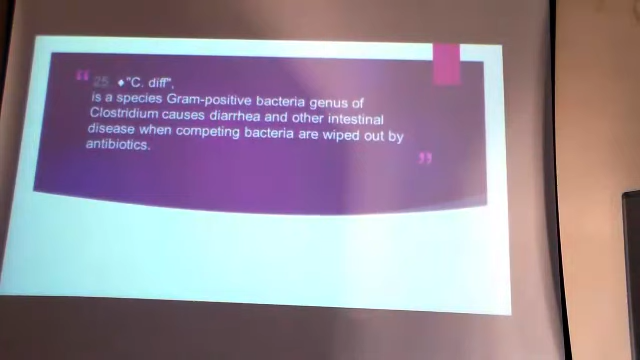 “ 25. ◆"C. diff",
is a species Gram-positive bacteria genus of
Clostridium causes diarrhea and other intestinal
disease when competing bacteria are wiped out by
antibiotics.
”